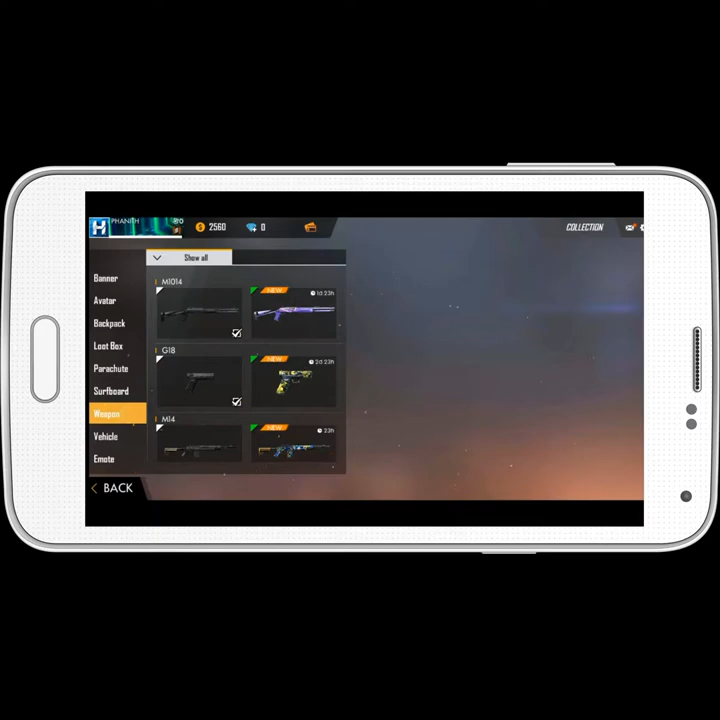 PHANITH
2560
0
COLLECTION
Show all
Banner
Avatar
Backpack
Loot Box
Parachute
Surfboard
Weapon
Vehicle
Emote
M1014
NEW
1d 23h
G18
NEW
2d 23h
M14
NEW
23h
BACK